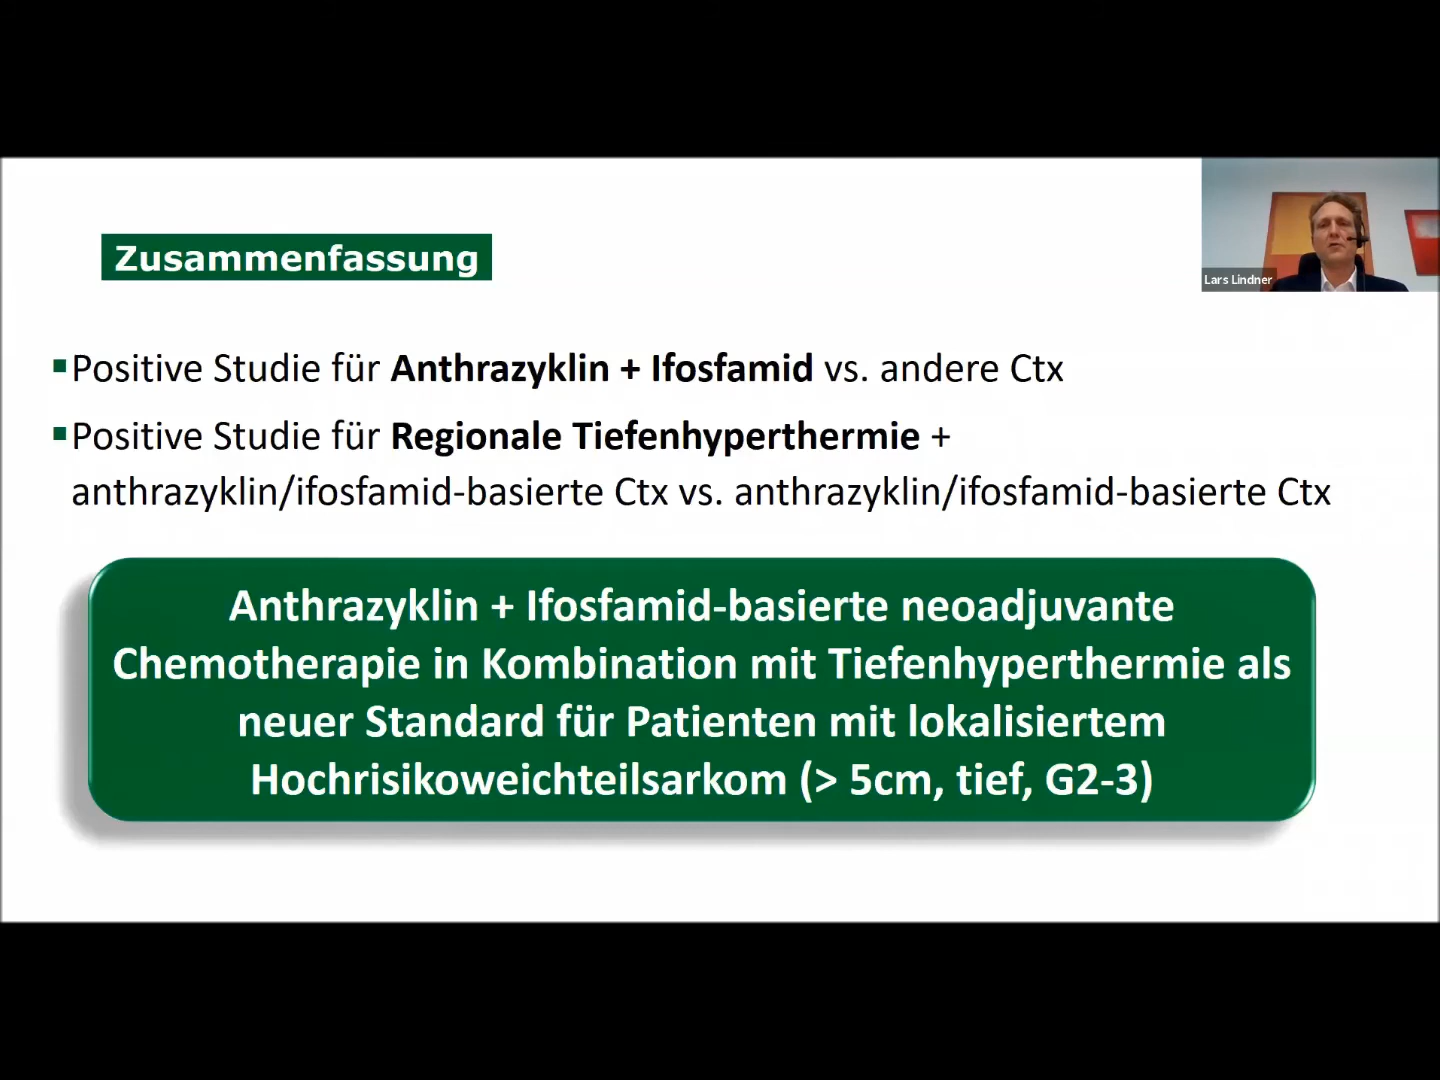 Zusammenfassung
Lars Lindner
▪Positive Studie für Anthrazyklin + Ifosfamid vs. andere Ctx
▪Positive Studie für Regionale Tiefenhyperthermie +
anthrazyklin/ifosfamid-basierte Ctx vs. anthrazyklin/ifosfamid-basierte Ctx
Anthrazyklin + Ifosfamid-basierte neoadjuvante
Chemotherapie in Kombination mit Tiefenhyperthermie als
neuer Standard für Patienten mit lokalisiertem
Hochrisikoweichteilsarkom (> 5cm, tief, G2-3)